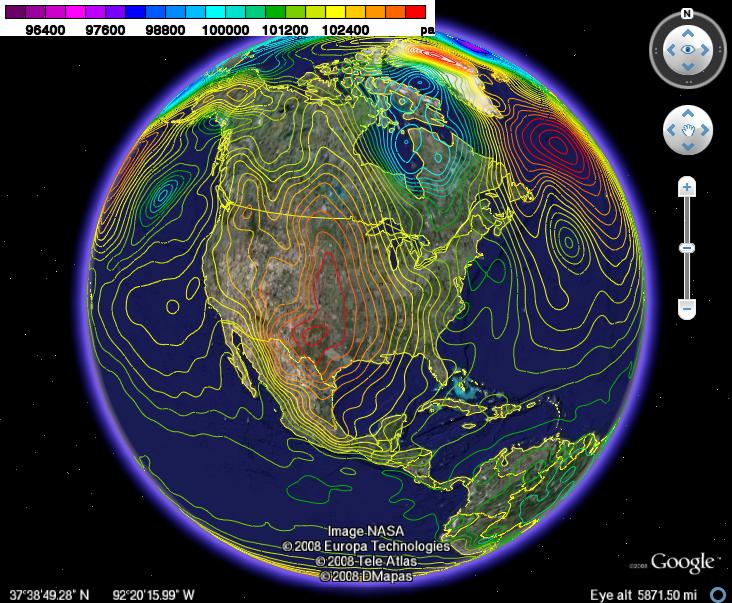 96400 97600 98800 100000 101200 102400 pa
N
Image NASA
©2008 Europa Technologies
©2008 Tele Atlas
©2008 DMapas
©2008 Google™
37°38'49.28" N 92°20'15.99" W Eye alt 5871.50 mi